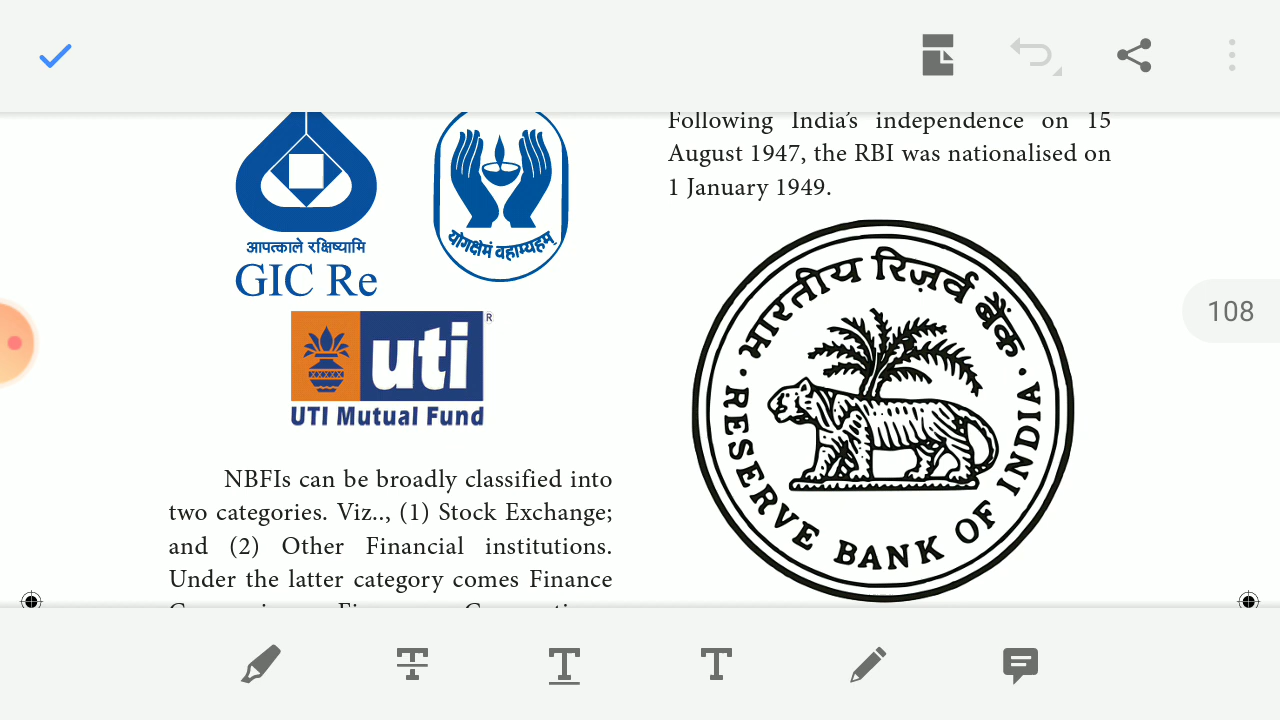 आपत्काले रक्षिष्यामि
GIC Re
योगक्षेमं वहाम्यहम्
uti
R
UTI Mutual Fund
NBFIs can be broadly classified into
two categories. Viz.., (1) Stock Exchange;
and (2) Other Financial institutions.
Under the latter category comes Finance
Following India’s independence on 15
August 1947, the RBI was nationalised on
1 January 1949.
भारतीय रिज़र्व बैंक
RESERVE BANK OF INDIA
108